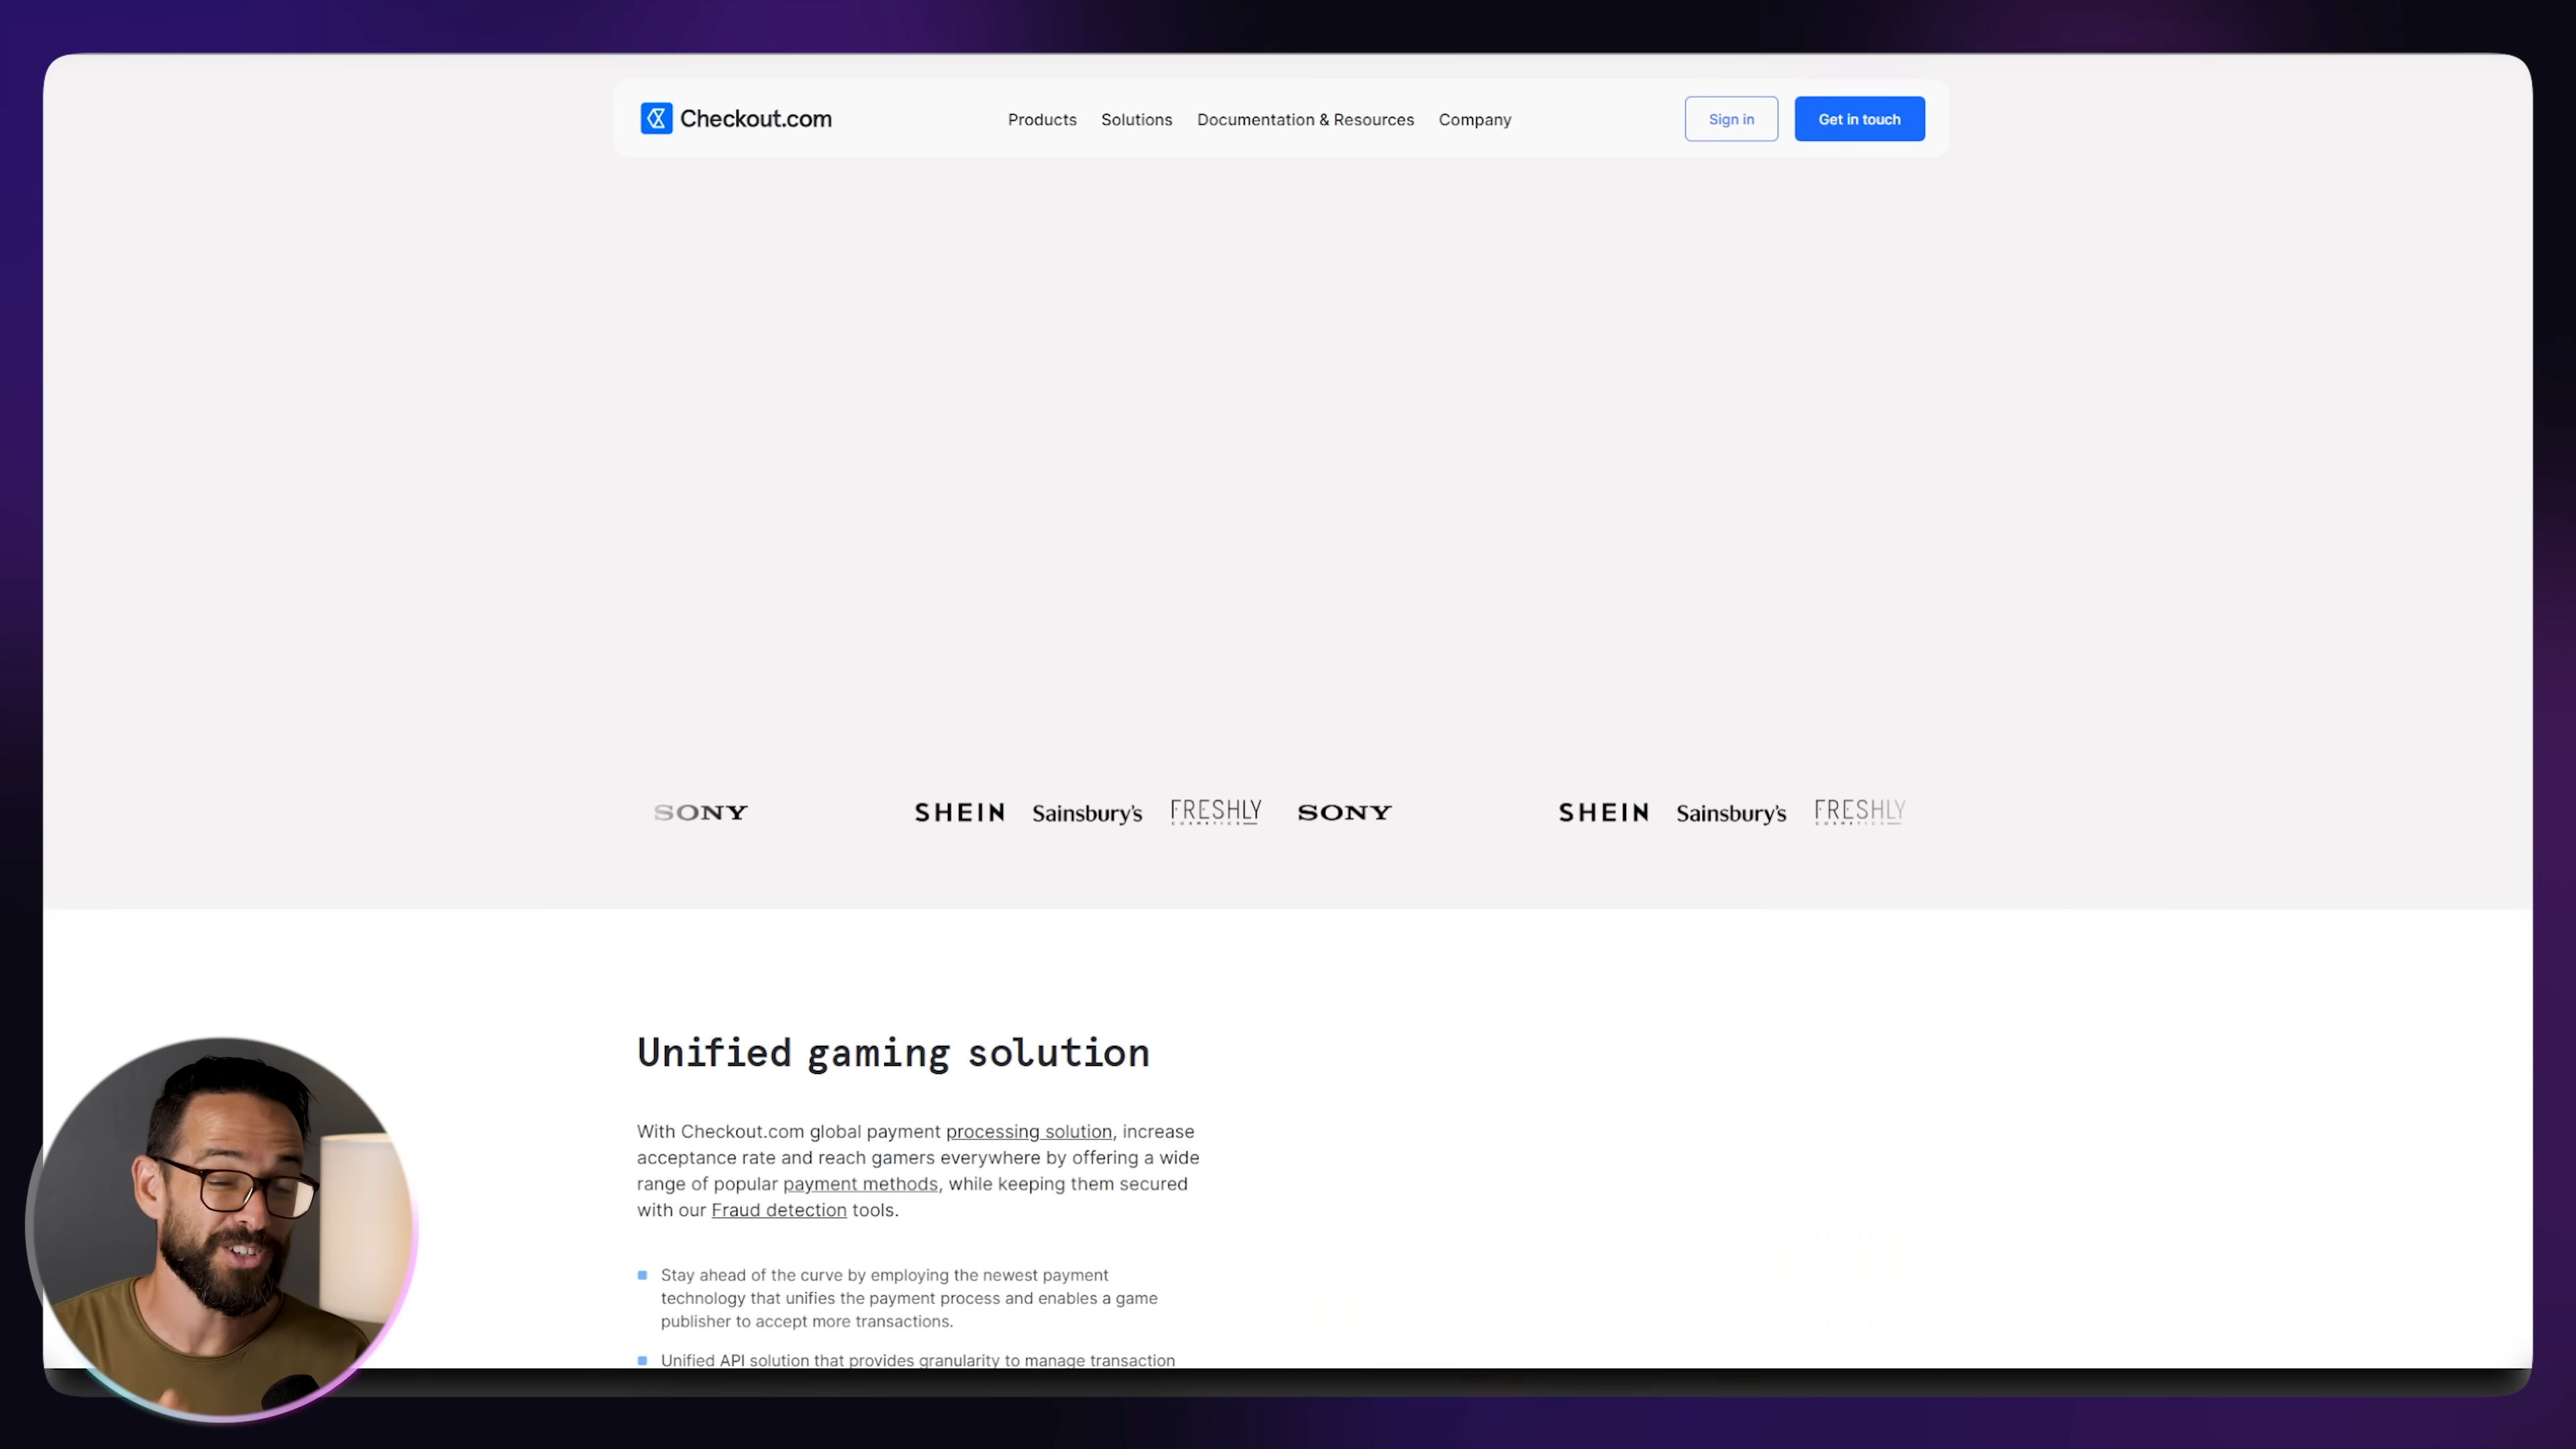 Checkout.com
Products Solutions Documentation & Resources Company
Sign in
Get in touch
SONY SHEIN Sainsbury's FRESHLY COSMETICS SONY SHEIN Sainsbury's FRESHLY COSMETICS
Unified gaming solution
With Checkout.com global payment processing solution, increase
acceptance rate and reach gamers everywhere by offering a wide
range of popular payment methods, while keeping them secured
with our Fraud detection tools.
Stay ahead of the curve by employing the newest payment
technology that unifies the payment process and enables a game
publisher to accept more transactions.
Unified API solution that provides granularity to manage transaction